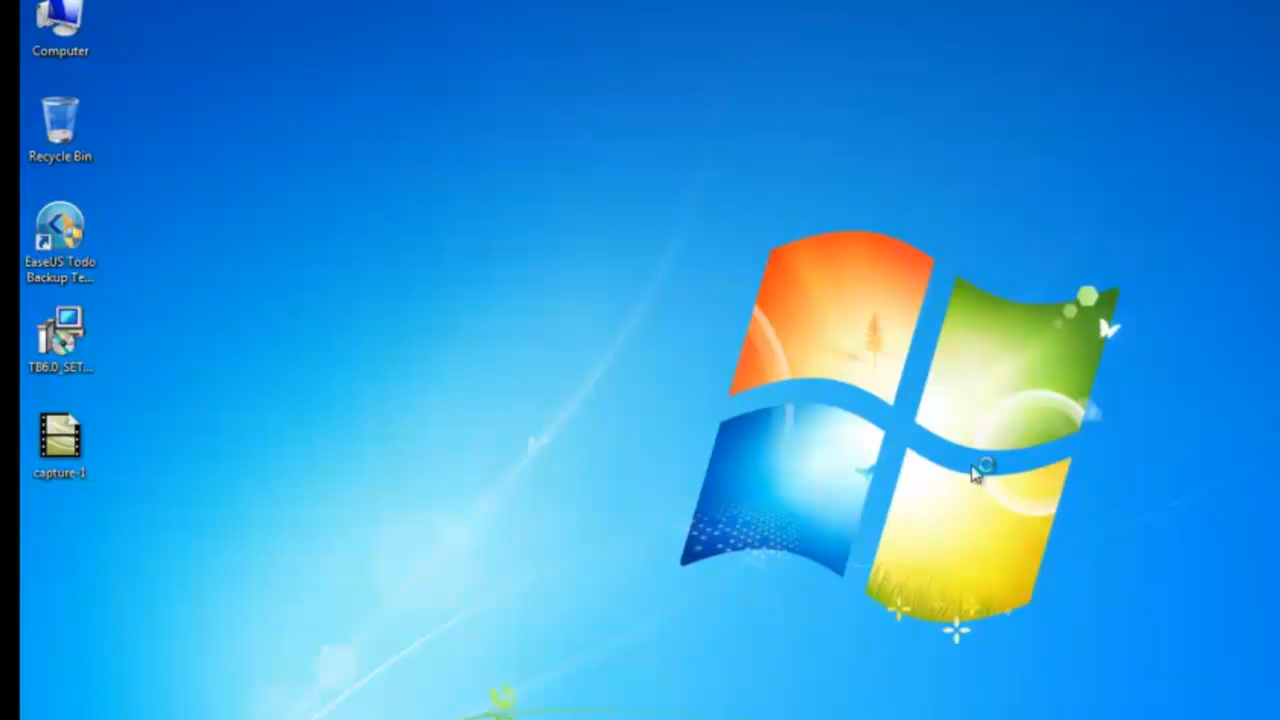 Computer
Recycle Bin
EaseUS Todo
Backup Te...
TB6.0_SET...
capture-1